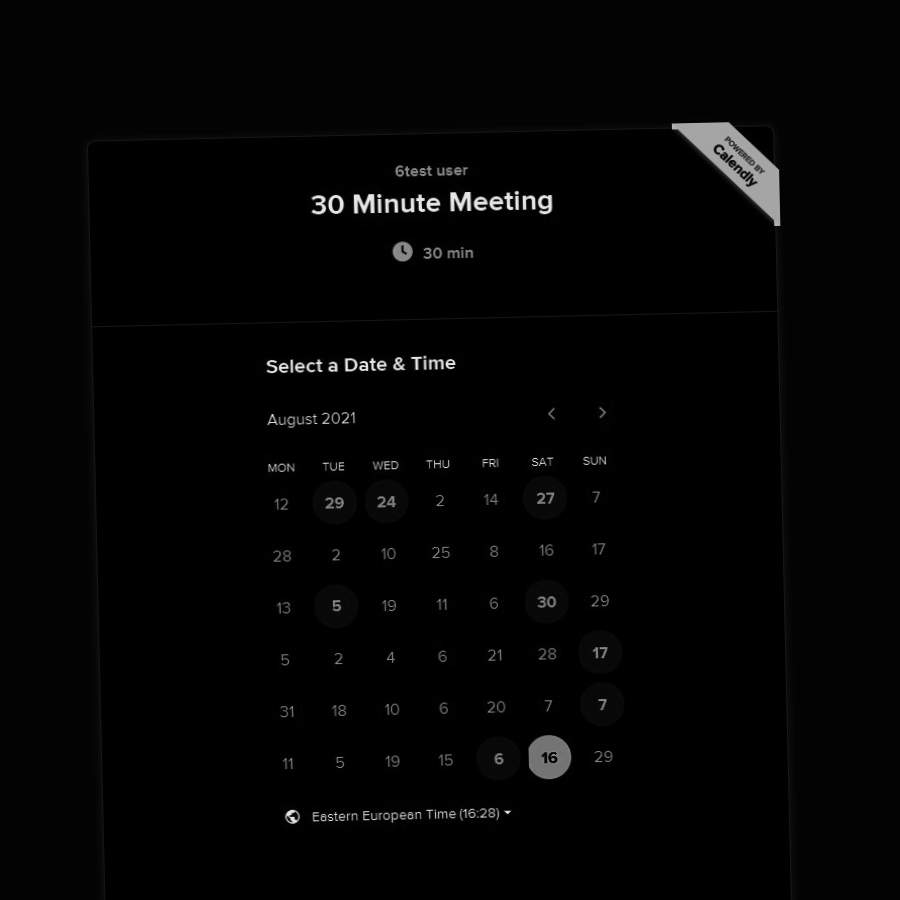 POWERED BY
Calendly
6test user
30 Minute Meeting
30 min
Select a Date & Time
August 2021
MON TUE WED THU FRI SAT SUN
12 29 24 2 14 27 7
28 2 10 25 8 16 17
13 5 19 11 6 30 29
5 2 4 6 21 28 17
31 18 10 6 20 7 7
11 5 19 15 6 16 29
Eastern European Time (16:28)